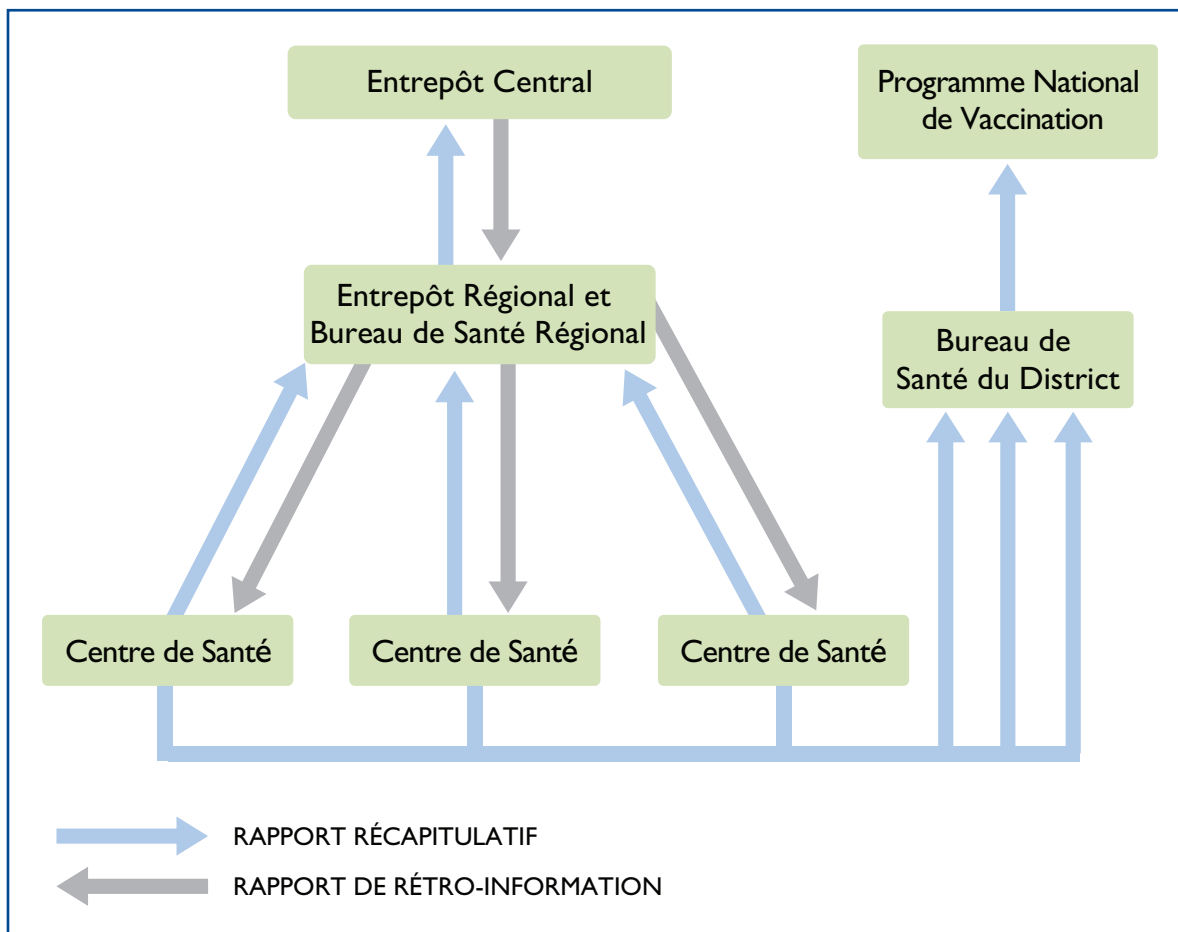 Entrepôt Central
Programme National
de Vaccination
Entrepôt Régional et
Bureau de Santé Régional
Bureau de
Santé du District
Centre de Santé
Centre de Santé
Centre de Santé
RAPPORT RÉCAPITULATIF
RAPPORT DE RÉTRO-INFORMATION